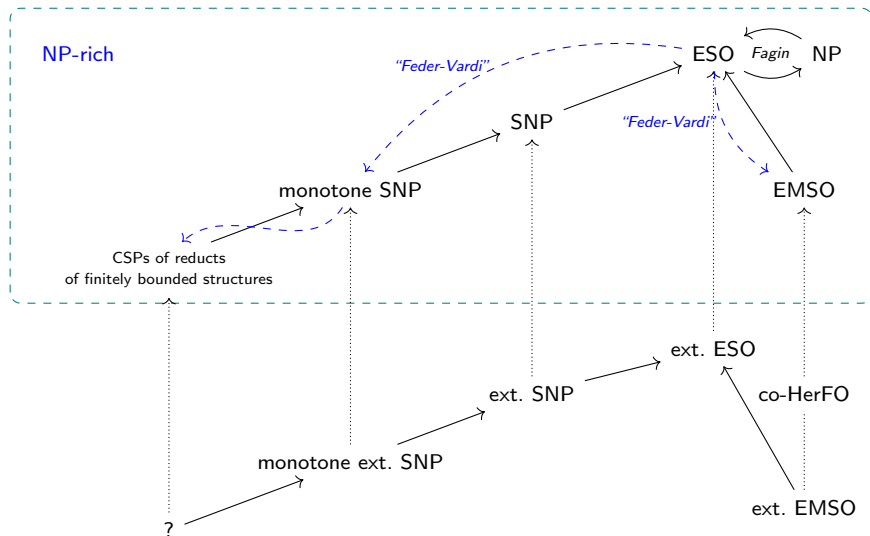 NP-rich
"Feder-Vardi"
ESO
Fagin
NP
SNP
"Feder-Vardi"
monotone SNP
EMSO
CSPs of reducts
of finitely bounded structures
ext. ESO
ext. SNP
co-HerFO
monotone ext. SNP
ext. EMSO
?